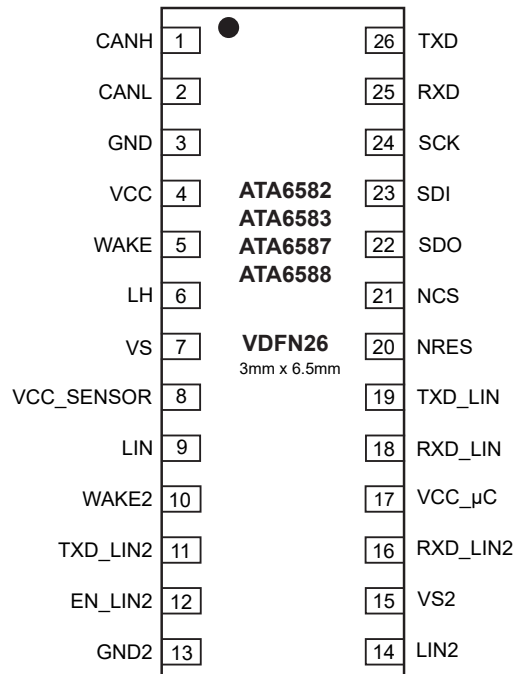 CANH 1 26 TXD
CANL 2 25 RXD
GND 3 24 SCK
VCC 4 ATA6582 23 SDI
ATA6583
WAKE 5 ATA6587 22 SDO
ATA6588
LH 6 21 NCS
VS 7 VDFN26 20 NRES
3mm x 6.5mm
VCC_SENSOR 8 19 TXD_LIN
LIN 9 18 RXD_LIN
WAKE2 10 17 VCC_µC
TXD_LIN2 11 16 RXD_LIN2
EN_LIN2 12 15 VS2
GND2 13 14 LIN2